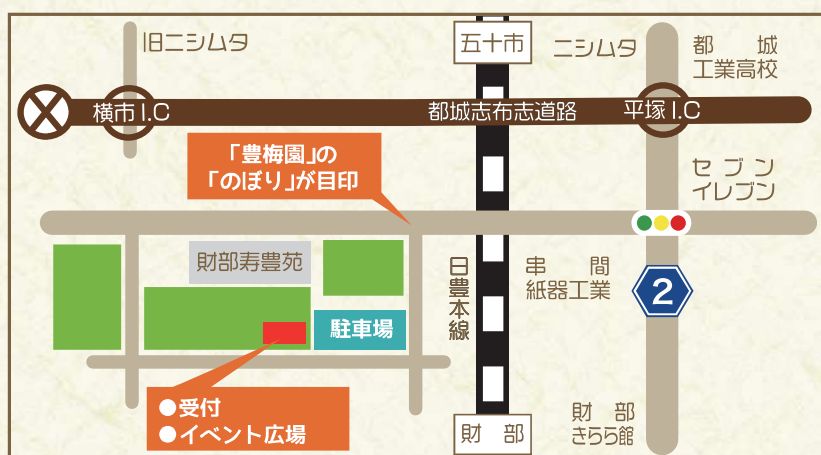 旧ニシムタ
五十市
ニシムタ
都城
工業高校
横市I.C
都城志布志道路
平塚I.C
「豊梅園」の
「のぼり」が目印
セブン
イレブン
財部寿豊苑
日豊本線
串間
紙器工業
2
駐車場
●受付
●イベント広場
財部
財部
きらら館